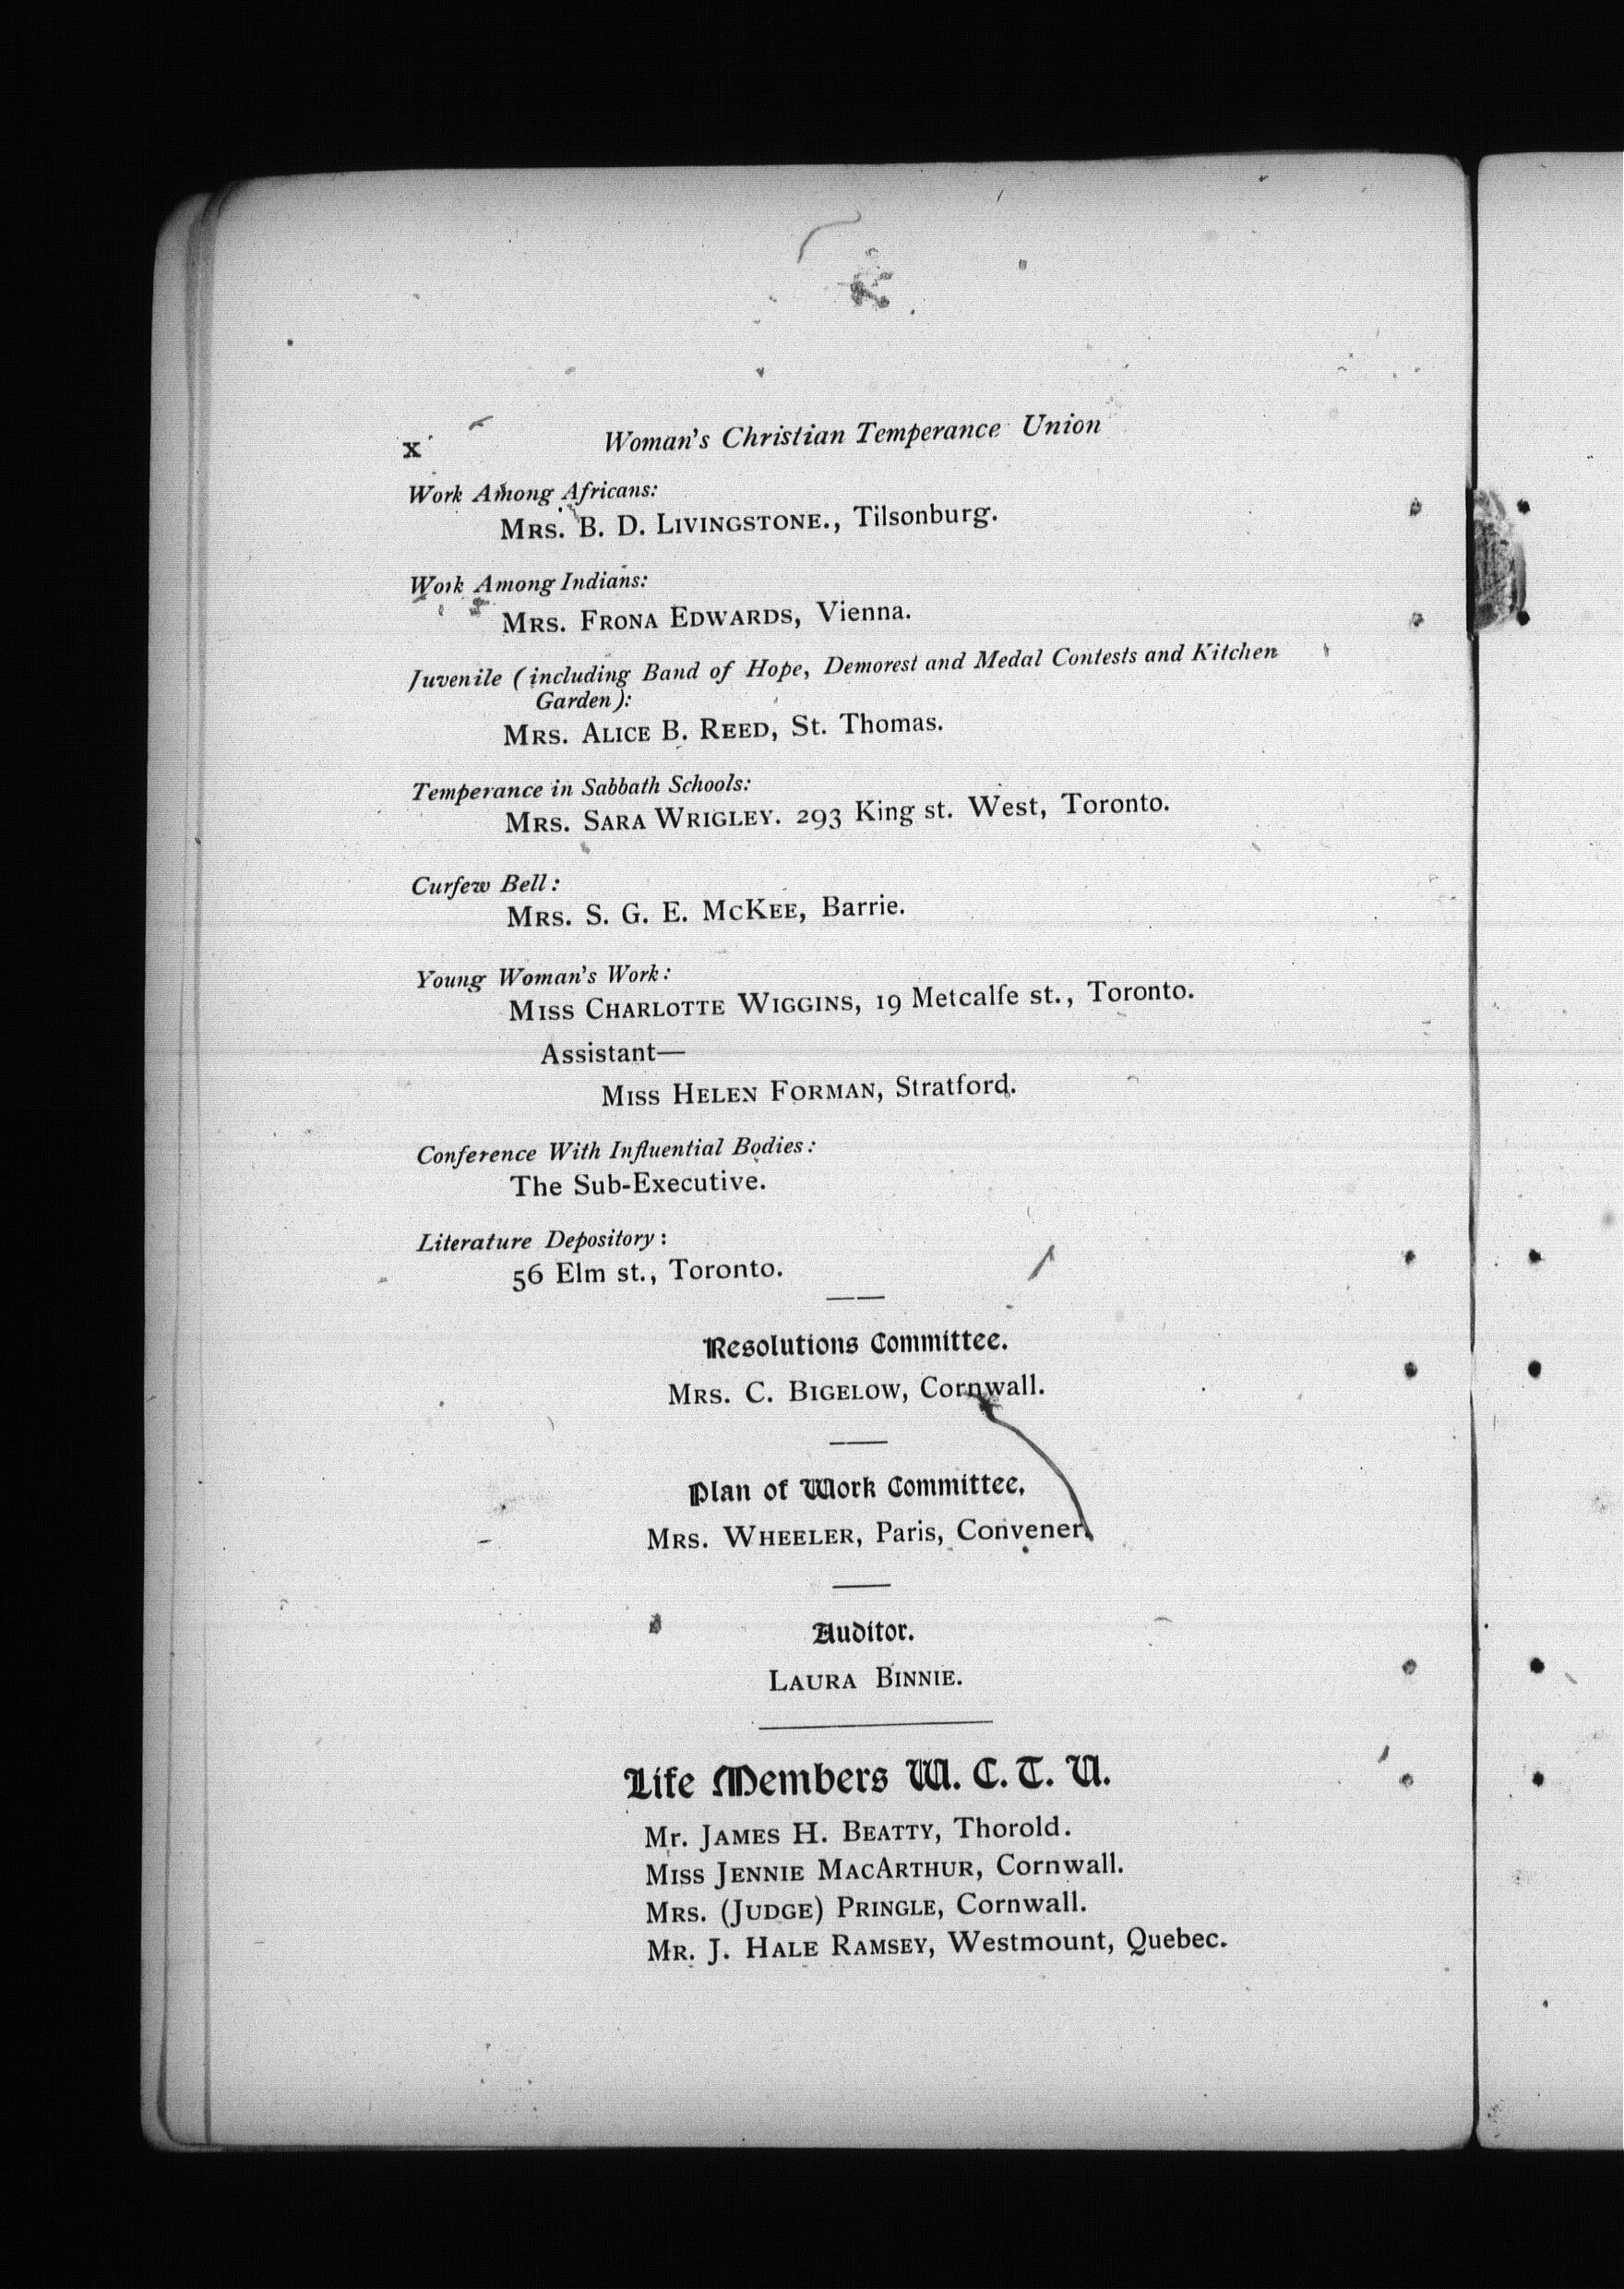 x Woman's Christian Temperance Union
Work Among Africans:
MRS. B. D. LIVINGSTONE., Tilsonburg.
Work Among Indians:
MRS. FRONA EDWARDS, Vienna.
Juvenile (including Band of Hope, Demorest and Medal Contests and Kitchen
Garden):
MRS. ALICE B. REED, St. Thomas.
Temperance in Sabbath Schools:
MRS. SARA WRIGLEY. 293 King st. West, Toronto.
Curfew Bell:
MRS. S. G. E. MCKEE, Barrie.
Young Woman's Work:
MISS CHARLOTTE WIGGINS, 19 Metcalfe st., Toronto.
Assistant—
MISS HELEN FORMAN, Stratford.
Conference With Influential Bodies:
The Sub-Executive.
Literature Depository:
56 Elm st., Toronto.
Resolutions Committee.
MRS. C. BIGELOW, Cornwall.
Plan of Work Committee,
MRS. WHEELER, Paris, Convener.
Auditor.
LAURA BINNIE.
Life Members W. C. T. U.
Mr. JAMES H. BEATTY, Thorold.
MISS JENNIE MACARTHUR, Cornwall.
MRS. (JUDGE) PRINGLE, Cornwall.
MR. J. HALE RAMSEY, Westmount, Quebec.